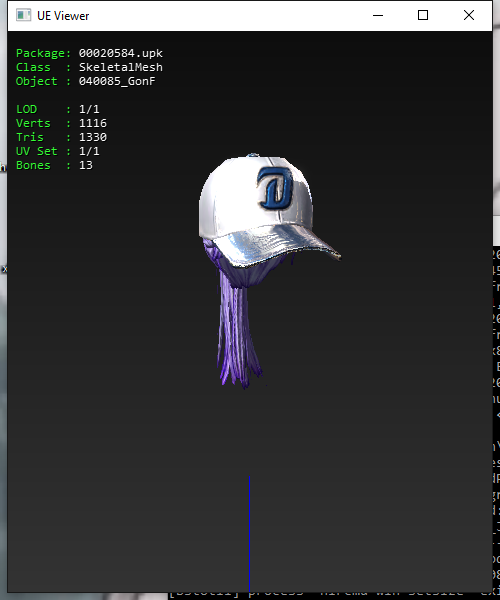 UE Viewer
Package: 00020584.upk
Class : SkeletalMesh
Object : 040085_GonF
LOD : 1/1
Verts : 1116
Tris : 1330
UV Set : 1/1
Bones : 13
D